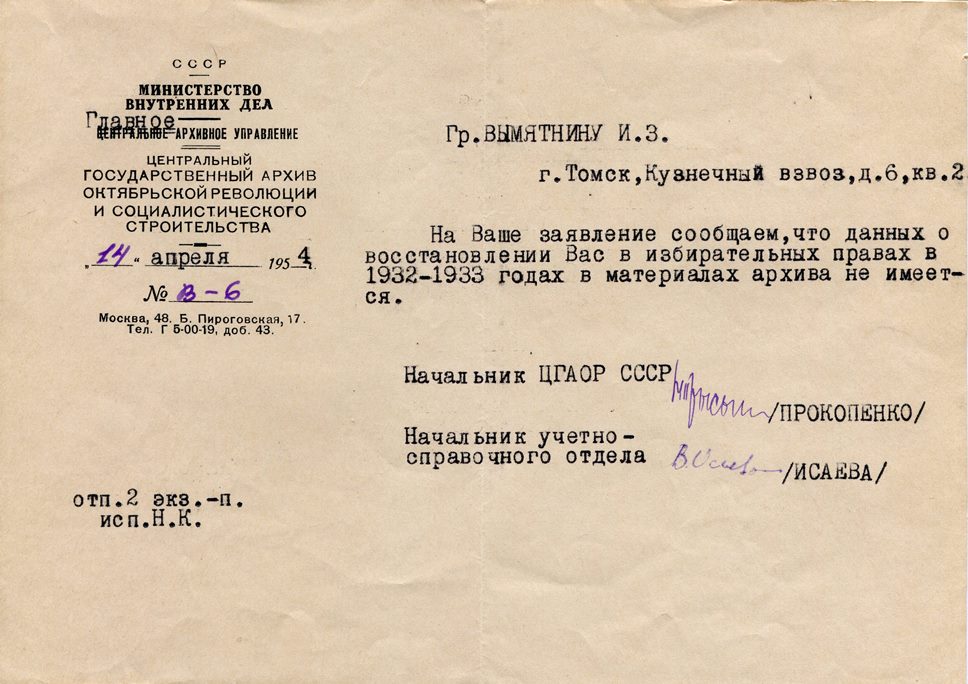 СССР
МИНИСТЕРСТВО
ВНУТРЕННИХ ДЕЛ
Главное
ЦЕНТРАЛЬНОЕ АРХИВНОЕ УПРАВЛЕНИЕ
ЦЕНТРАЛЬНЫЙ
ГОСУДАРСТВЕННЫЙ АРХИВ
ОКТЯБРЬСКОЙ РЕВОЛЮЦИИ
И СОЦИАЛИСТИЧЕСКОГО
СТРОИТЕЛЬСТВА
„14“ апреля 1954 г.
№ в-6
Москва, 48. Б. Пироговская, 17.
Тел. Г 5-00-19, доб. 43.
Гр.ВЫМЯТНИНУ И.З.
г.Томск,Кузнечный взвоз,д.6,кв.2
На Ваше заявление сообщаем,что данных о
восстановлении Вас в избирательных правах в
1932-1933 годах в материалах архива не имеет-
ся.
Начальник ЦГАОР СССР
/ПРОКОПЕНКО/
Начальник учетно-
справочного отдела
В.Исаева
/ИСАЕВА/
отп.2 экз.-п.
исп.Н.К.